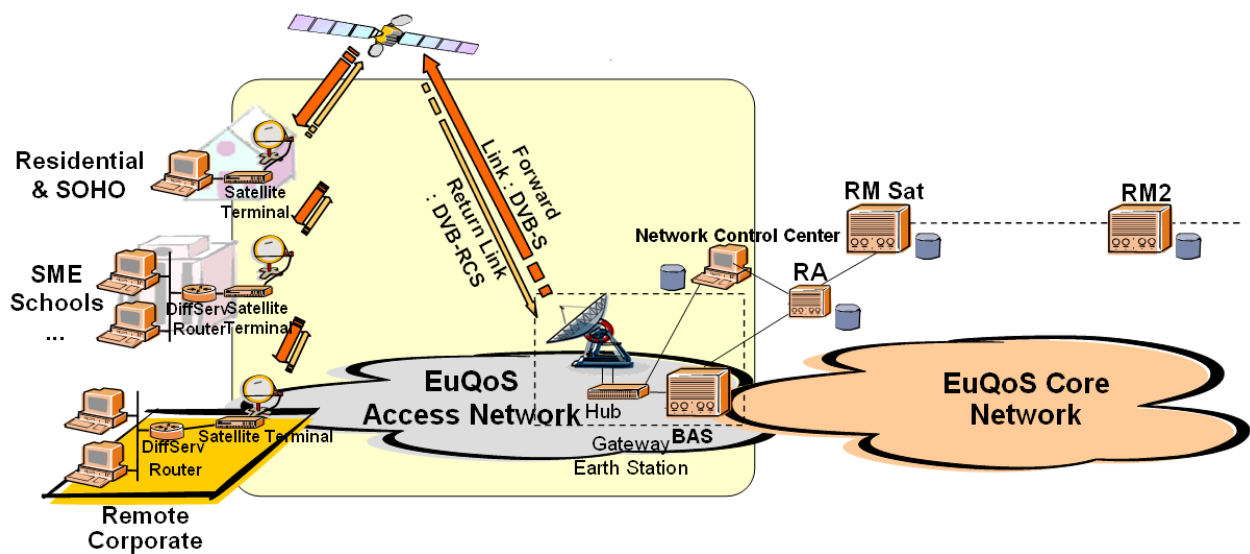 Residential
& SOHO
Satellite
Terminal
SME
Schools
...
DiffServ
Router
Satellite
Terminal
DiffServ
Router
Satellite Terminal
Remote
Corporate
Forward
Link : DVB-S
Return Link
: DVB-RCS
Network Control Center
RM Sat
RM2
RA
EuQoS
Access Network
Hub
BAS
Gateway
Earth Station
EuQoS Core
Network